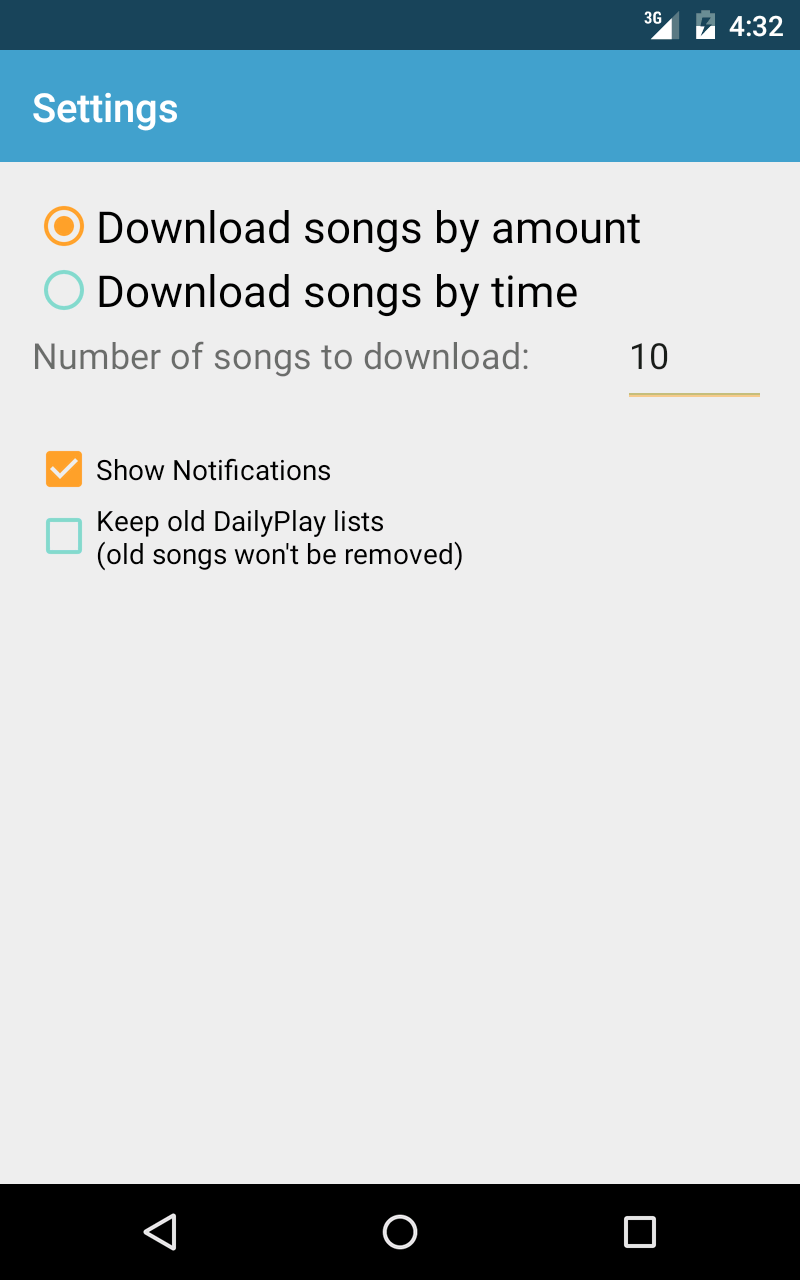 3G 4:32
Settings
Download songs by amount
Download songs by time
Number of songs to download: 10
Show Notifications
Keep old DailyPlay lists
(old songs won't be removed)